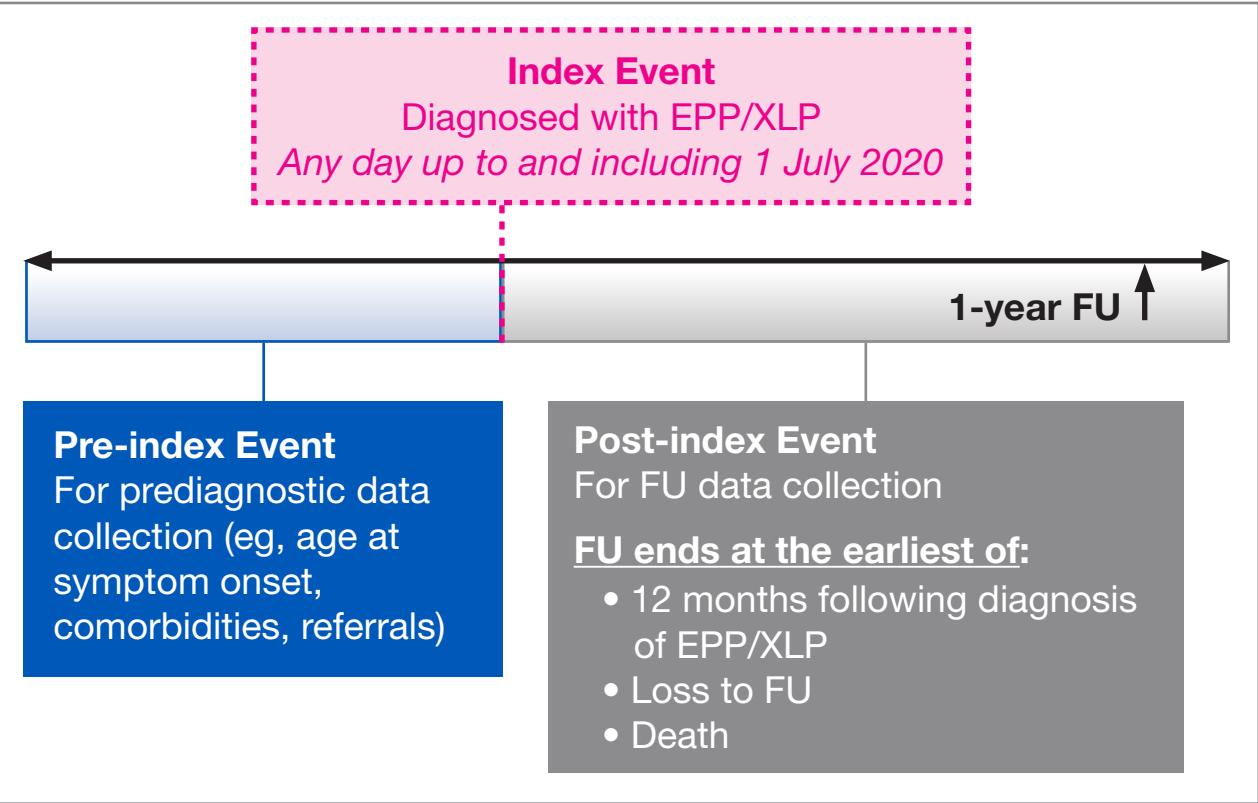 Index Event
Diagnosed with EPP/XLP
Any day up to and including 1 July 2020
1-year FU
Pre-index Event
For prediagnostic data
collection (eg, age at
symptom onset,
comorbidities, referrals)
Post-index Event
For FU data collection
FU ends at the earliest of:
• 12 months following diagnosis
of EPP/XLP
• Loss to FU
• Death